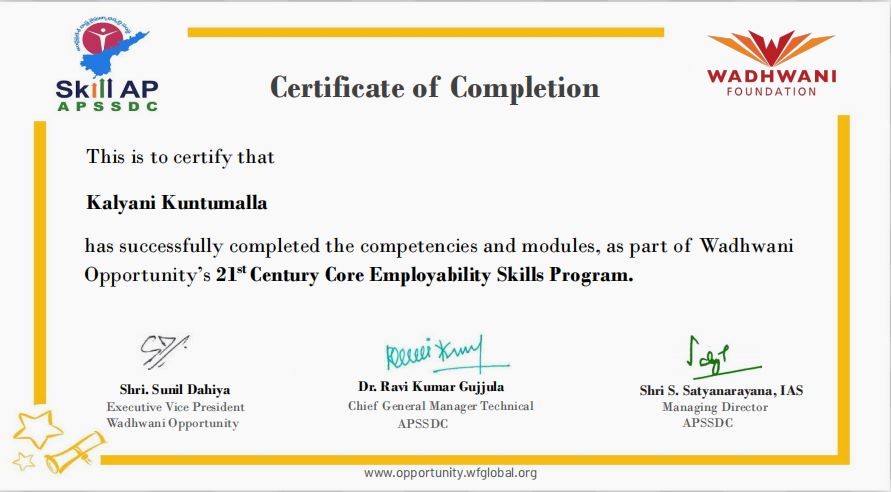 Skill AP
APSSDC
WADHWANI
FOUNDATION
Certificate of Completion
This is to certify that
Kalyani Kuntumalla
has successfully completed the competencies and modules, as part of Wadhwani
Opportunity's 21st Century Core Employability Skills Program.
Shri. Sunil Dahiya
Executive Vice President
Wadhwani Opportunity
Dr. Ravi Kumar Gujjula
Chief General Manager Technical
APSSDC
Shri S. Satyanarayana, IAS
Managing Director
APSSDC
www.opportunity.wfglobal.org